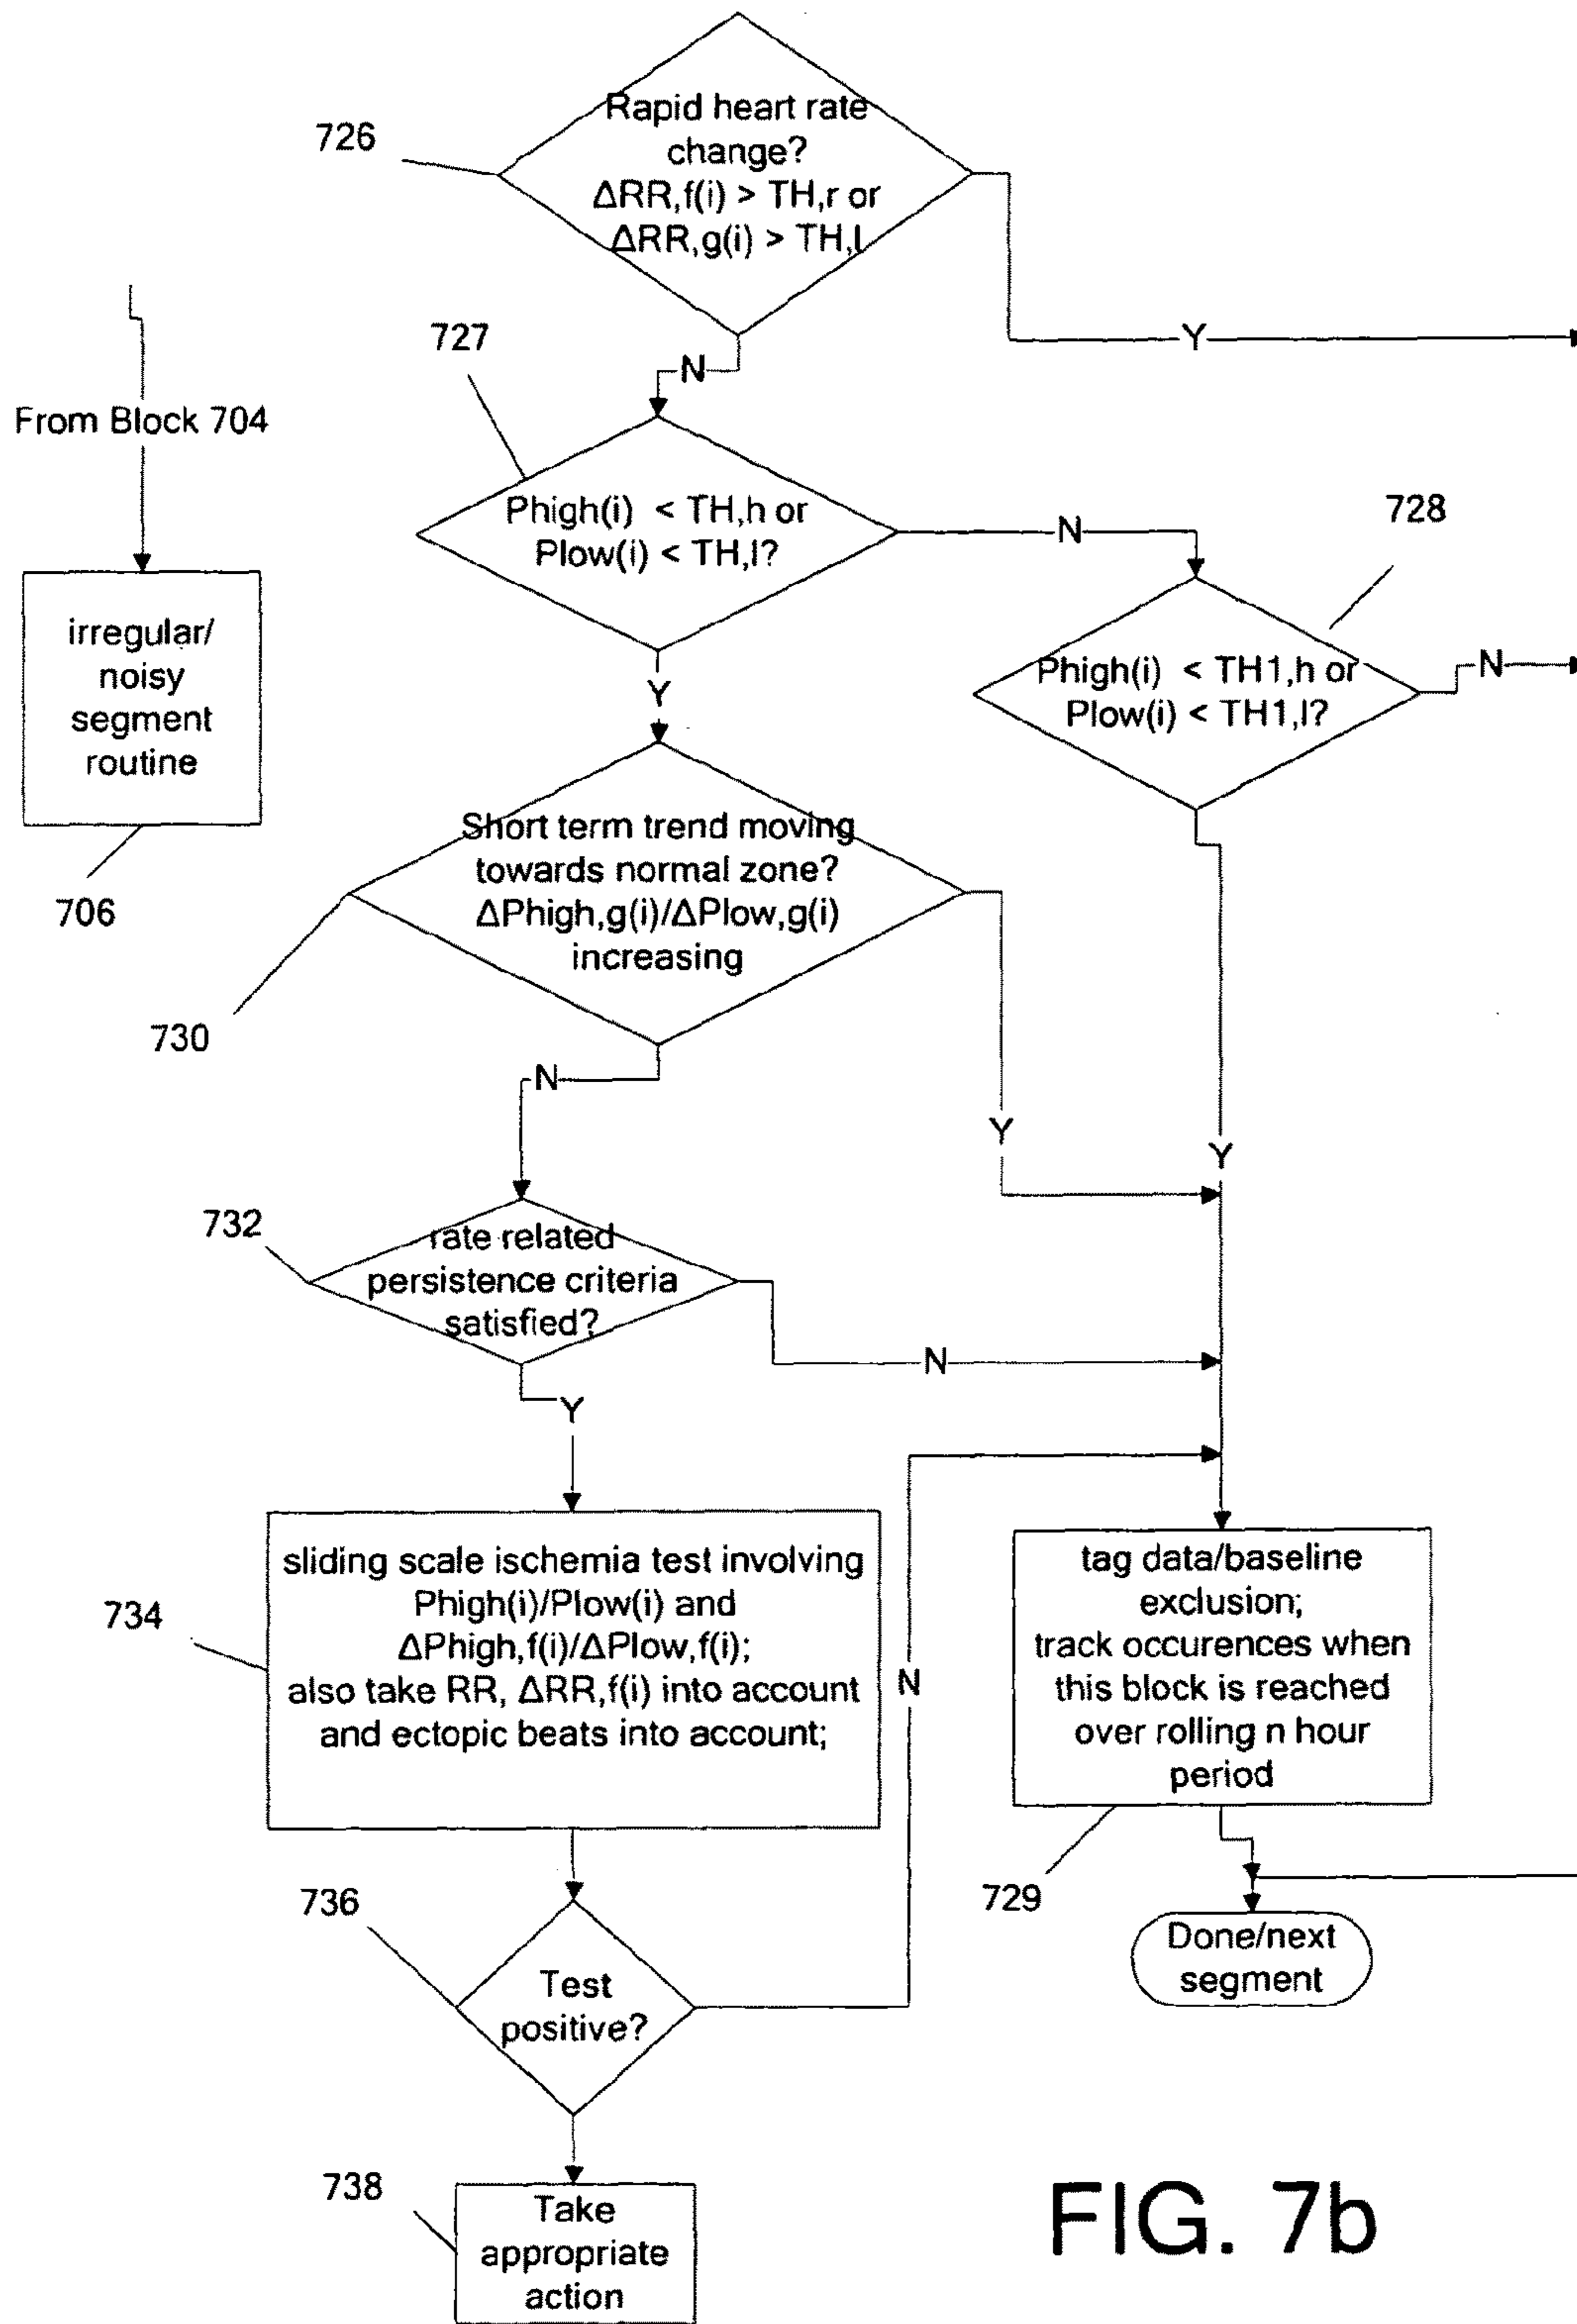 Rapid heart rate
change?
ΔRR,f(i) > TH,r or
ΔRR,g(i) > TH,l
726
Y
N
727
From Block 704
Phigh(i) < TH,h or
Plow(i) < TH,l?
N
728
irregular/
noisy
segment
routine
706
Y
Phigh(i) < TH1,h or
Plow(i) < TH1,l?
N
Short term trend moving
towards normal zone?
ΔPhigh,g(i)/ΔPlow,g(i)
increasing
730
N
Y
Y
732
rate related
persistence criteria
satisfied?
N
Y
734
sliding scale ischemia test involving
Phigh(i)/Plow(i) and
ΔPhigh,f(i)/ΔPlow,f(i);
also take RR, ΔRR,f(i) into account
and ectopic beats into account;
N
tag data/baseline
exclusion;
track occurences when
this block is reached
over rolling n hour
period
729
736
Test
positive?
Done/next
segment
738
Take
appropriate
action
FIG. 7b